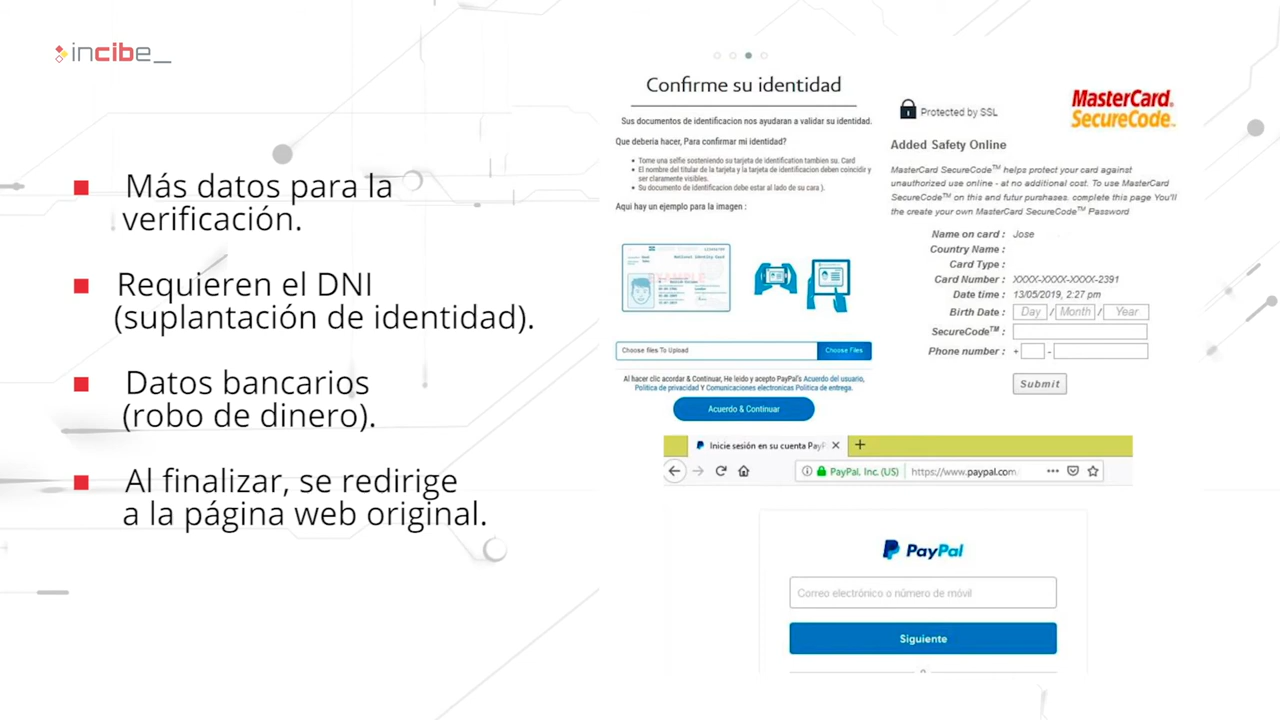 incibe_
Más datos para la
verificación.
Requieren el DNI
(suplantación de identidad).
Datos bancarios
(robo de dinero).
Al finalizar, se redirige
a la página web original.
Confirme su identidad
Sus documentos de identificacion nos ayudaran a validar su identidad.
Que deberia hacer, Para confirmar mi identidad?
Tome una selfie sosteniendo su tarjeta de identification tambien su. Card
El nombre del titular de la tarjeta y la tarjeta de identificacion deben coincidir y
ser claramente visibles.
Su documento de identificacion debe estar al lado de su cara ).
Aqui hay un ejemplo para la imagen :
National Identity Card
Choose files To Upload
Choose Files
Al hacer clic acordar & Continuar, He leido y acepto PayPal's Acuerdo del usuario,
Politica de privacidad Y Comunicaciones electronicas Politica de entrega.
Acuerdo & Continuar
Protected by SSL
MasterCard.
SecureCode™
Added Safety Online
MasterCard SecureCode™ helps protect your card against
unauthorized use online - at no additional cost. To use MasterCard
SecureCode™ on this and futur purshases. complete this page You'll
the create your own MasterCard SecureCode™ Password
Name on card : Jose
Country Name :
Card Type :
Card Number : XXXX-XXXX-XXXX-2391
Date time : 13/05/2019, 2:27 pm
Birth Date : Day / Month / Year
SecureCode™ :
Phone number : + -
Submit
Inicie sesión en su cuenta PayP
PayPal, Inc. (US) https://www.paypal.com
PayPal
Correo electrónico o número de móvil
Siguiente